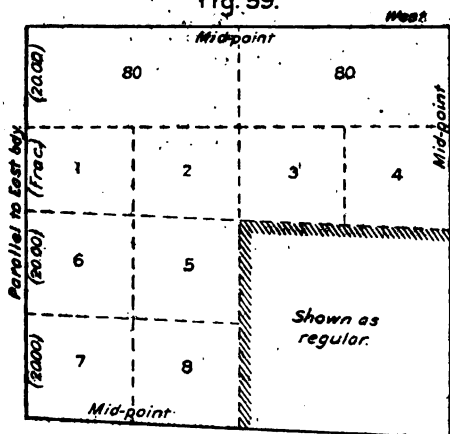 Fig. 59.
West.
Mid-point
80 80
(20.00)
Mid-point
Parallel to East bdy.
(Frac.)
1 2 3 4
(20.00)
6 5
Shown as
regular.
(20.00)
7 8
Mid-point